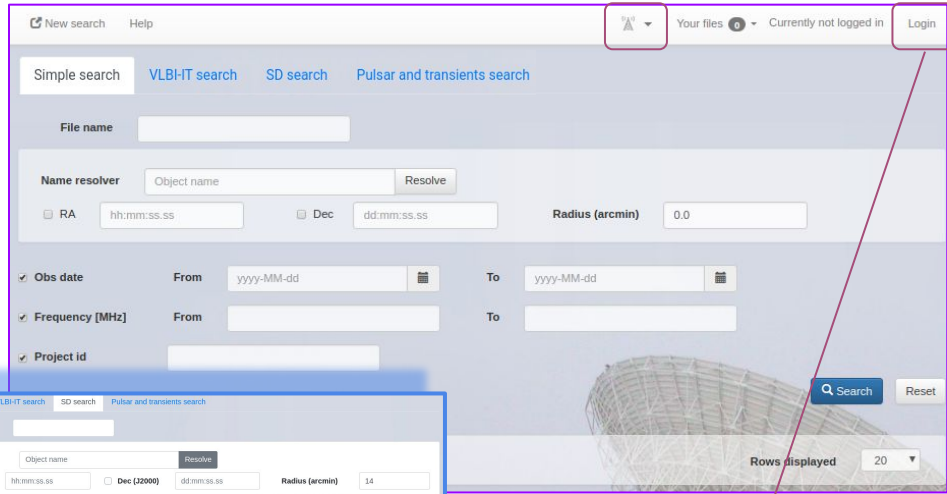 New search Help Your files 0 Currently not logged in Login
Simple search VLBI-IT search SD search Pulsar and transients search
File name
Name resolver Object name Resolve
RA hh:mm:ss.ss Dec dd:mm:ss.ss Radius (arcmin) 0.0
Obs date From yyyy-MM-dd To yyyy-MM-dd
Frequency [MHz] From To
Project id
Search Reset
Rows displayed 20
LBI-IT search SD search Pulsar and transients search
Object name Resolve
hh:mm:ss.ss Dec (J2000) dd:mm:ss.ss Radius (arcmin) 14